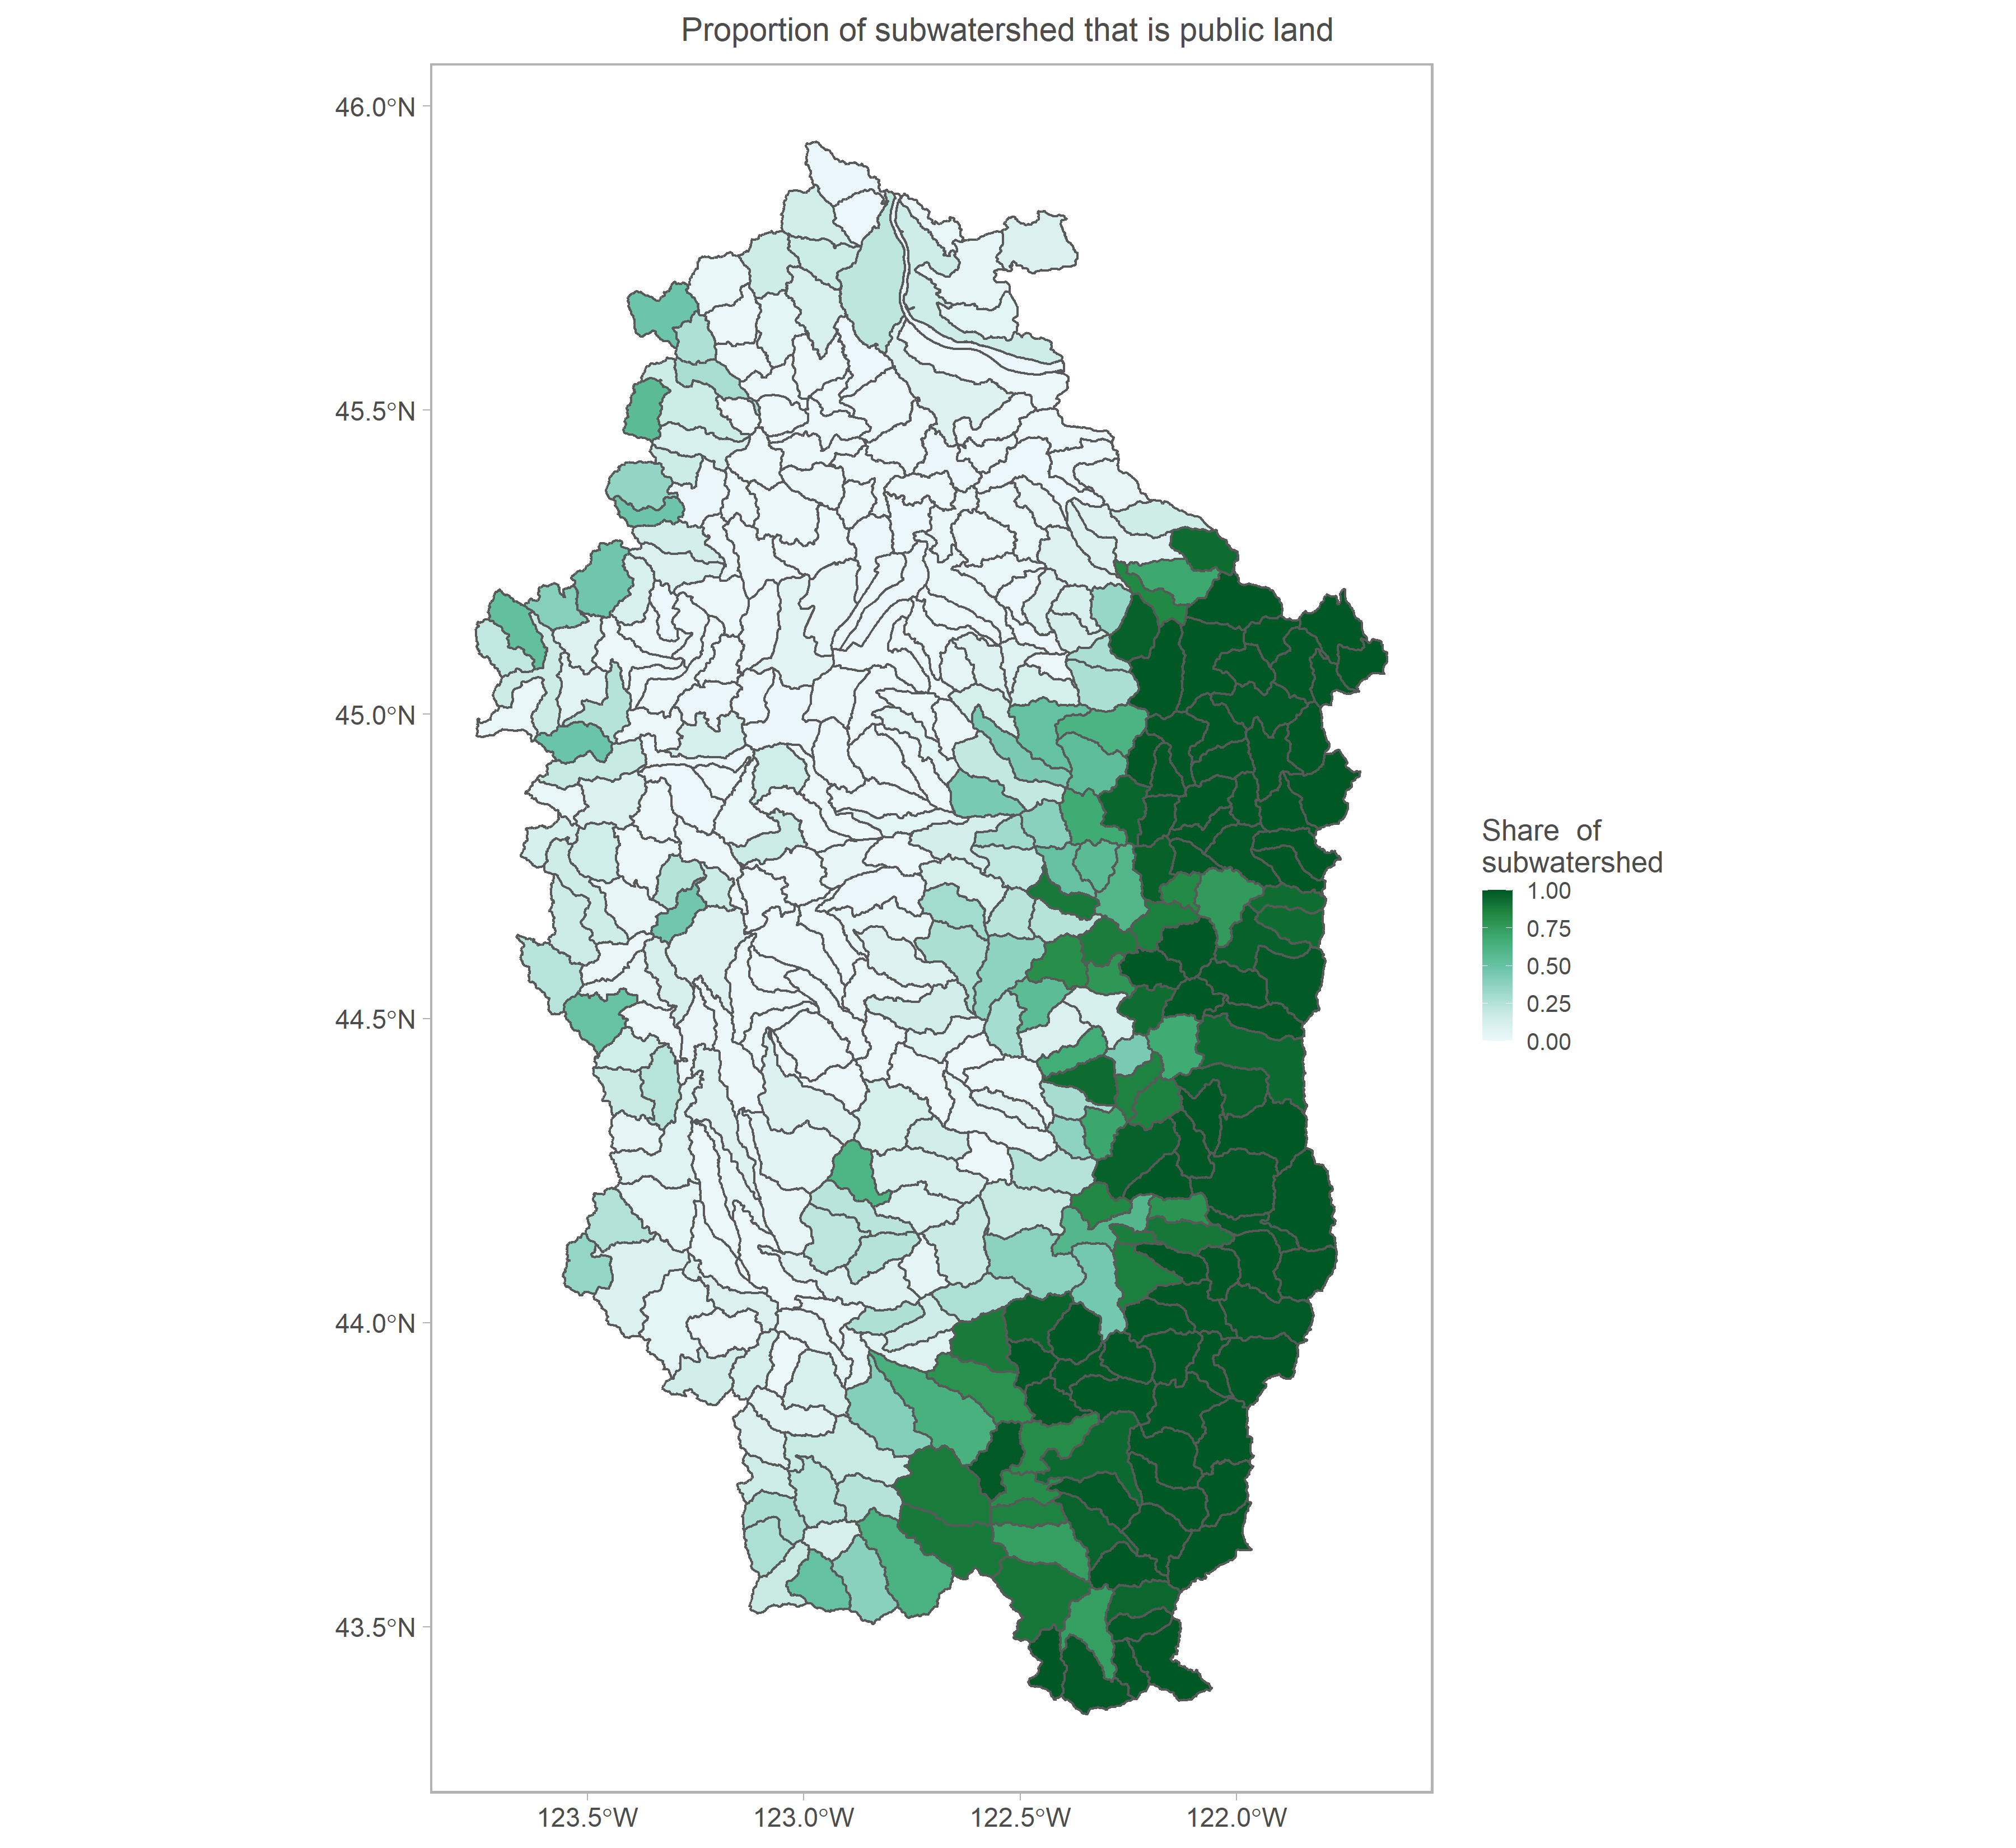 Proportion of subwatershed that is public land
46.0°N
45.5°N
45.0°N
44.5°N
44.0°N
43.5°N
123.5°W
123.0°W
122.5°W
122.0°W
Share  of
subwatershed
1.00
0.75
0.50
0.25
0.00